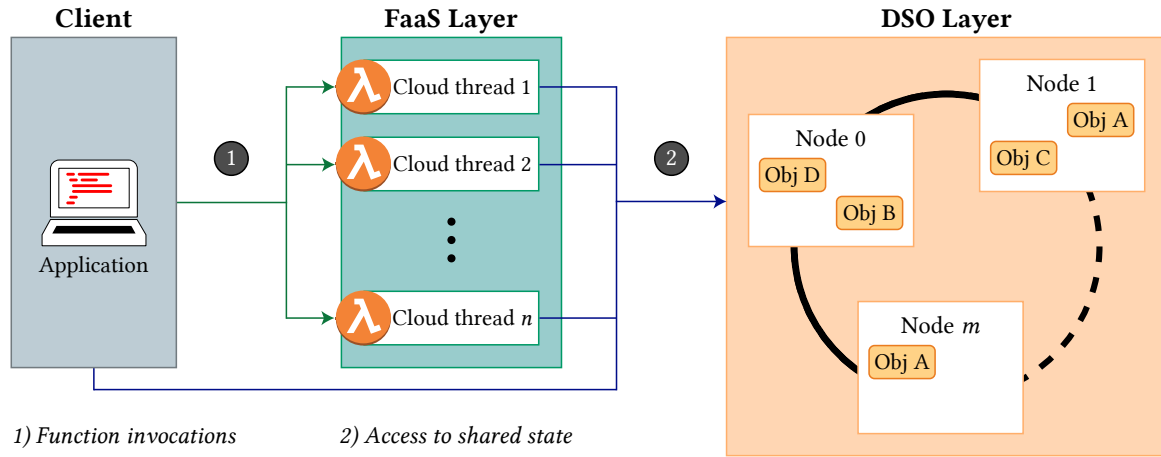 Client
FaaS Layer
DSO Layer
Application
1
λ
Cloud thread 1
λ
Cloud thread 2
λ
Cloud thread n
2
Node 0
Obj D
Obj B
Node 1
Obj A
Obj C
Node m
Obj A
1) Function invocations
2) Access to shared state